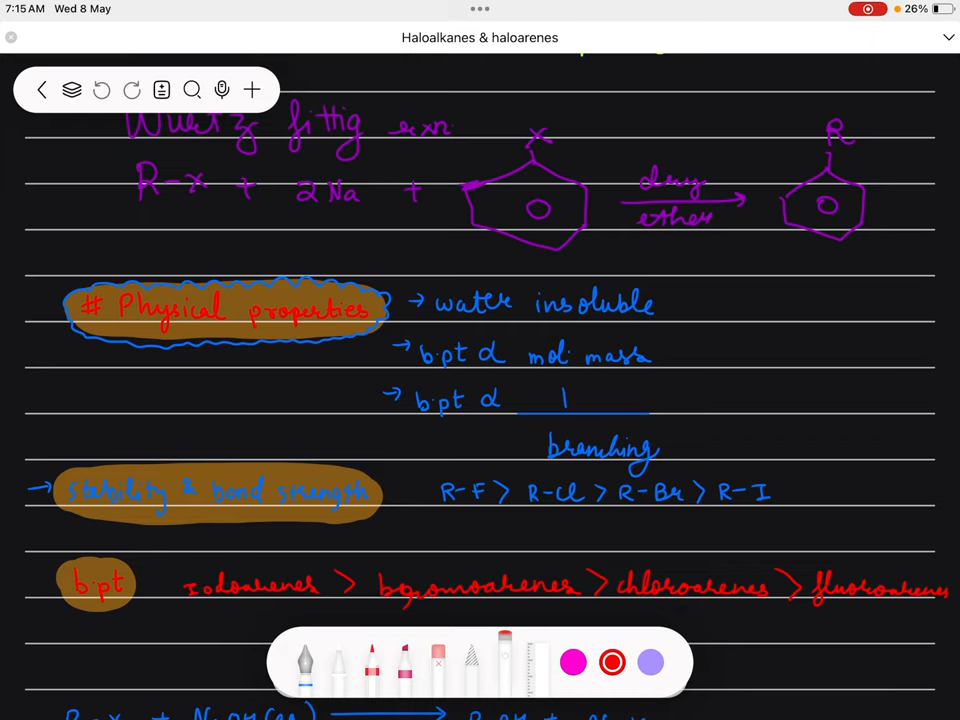 7:15 AM Wed 8 May 26%
Haloalkanes & haloarenes
Wurtz fittig rxn.
X R
R-X + 2Na + dry ether
# Physical properties → water insoluble
→ b.pt α mol. mass
→ b.pt α 1
branching
→ stability & bond strength R-F > R-Cl > R-Br > R-I
b.pt Iodoarenes > bromoarenes > chloroarenes > fluoroarenes